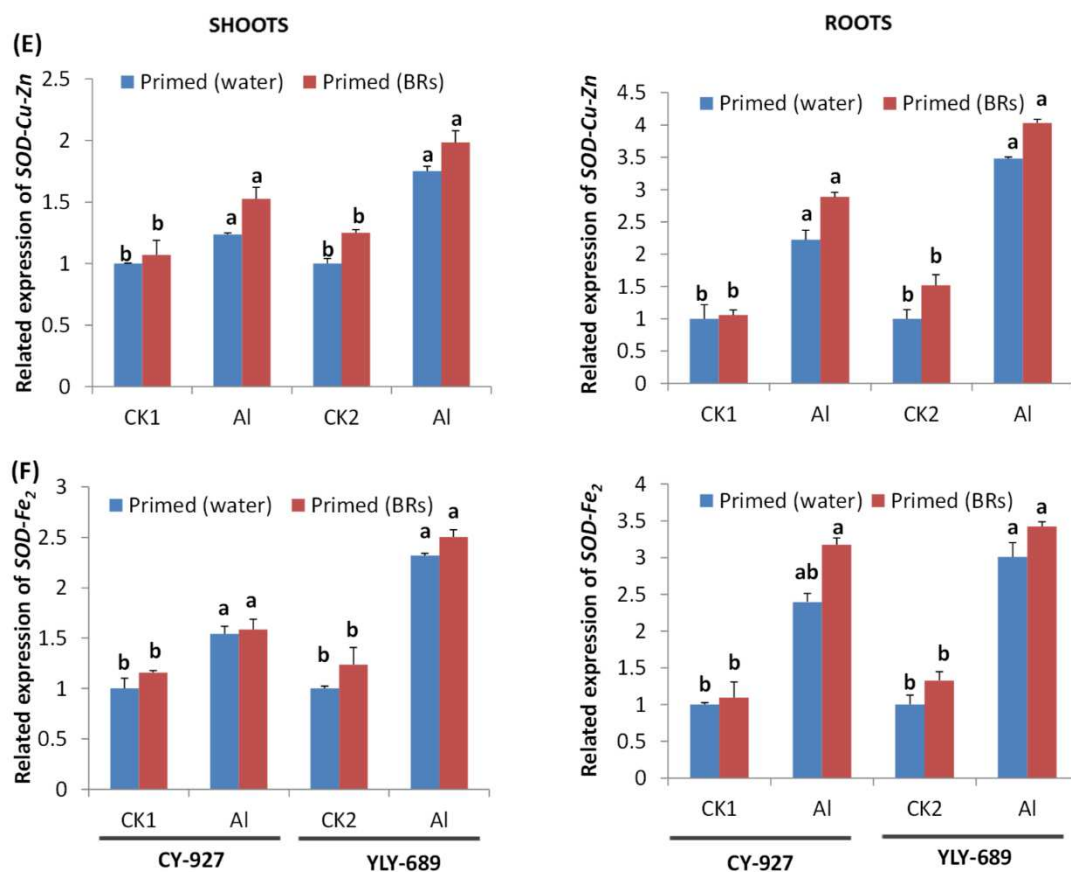 SHOOTS
ROOTS
(E)
Related expression of SOD-Cu-Zn
Primed (water) Primed (BRs)
2.5
2
1.5
1
0.5
0
b b a a b b a a
CK1 Al CK2 Al
Related expression of SOD-Cu-Zn
Primed (water) Primed (BRs)
4.5
4
3.5
3
2.5
2
1.5
1
0.5
0
b b a a b b a a
CK1 Al CK2 Al
(F)
Related expression of SOD-Fe₂
Primed (water) Primed (BRs)
3
2.5
2
1.5
1
0.5
0
b b a a b b a a
CK1 Al CK2 Al
CY-927 YLY-689
Related expression of SOD-Fe₂
Primed (water) Primed (BRs)
4
3.5
3
2.5
2
1.5
1
0.5
0
b b ab a b b a a
CK1 Al CK2 Al
CY-927 YLY-689